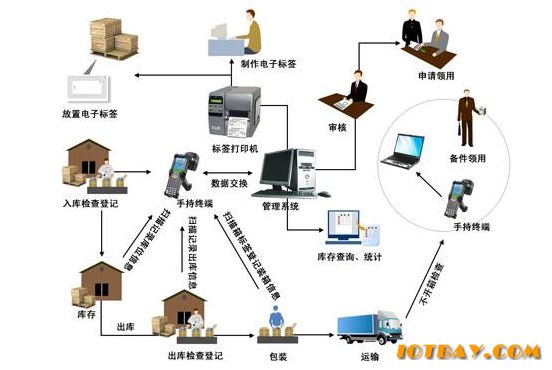 制作电子标签
申请领用
放置电子标签
标签打印机
审核
备件领用
入库检查登记
手持终端
数据交换
管理系统
手持终端
扫描记录库位信息
扫描记录出库信息
扫描箱标签登记装箱信息
库存查询、统计
不开箱检查
库存
出库
出库检查登记
包装
运输
IOTBAY.COM